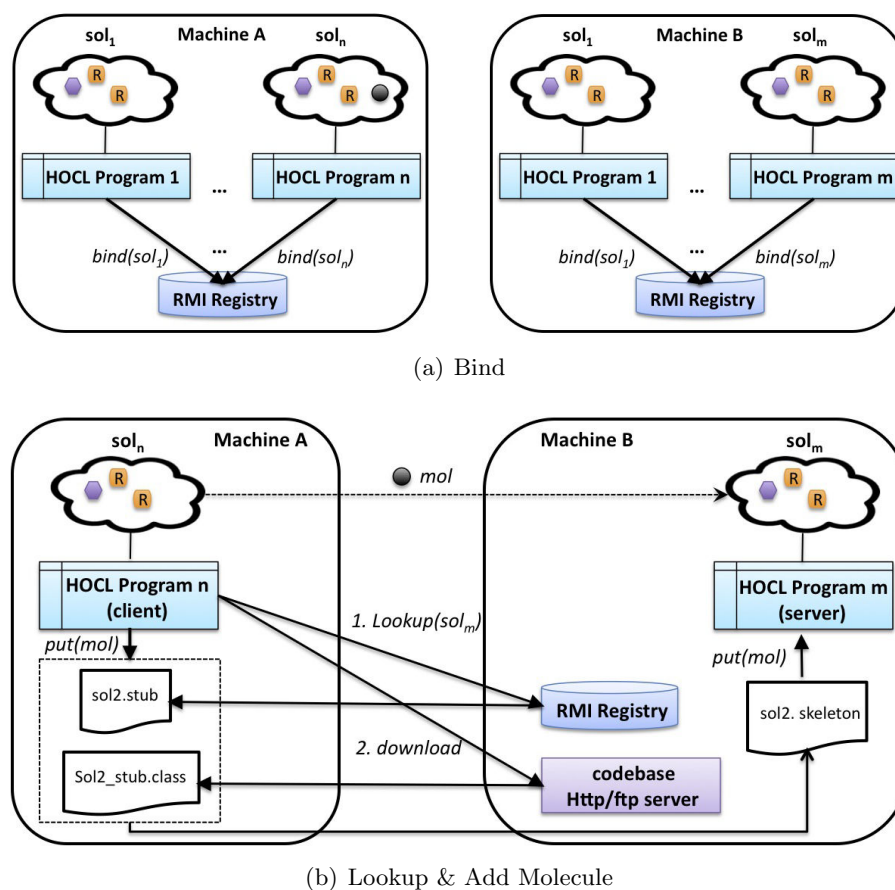 sol1 Machine A soln
R R R R
HOCL Program 1 ... HOCL Program n
...
bind(sol1) bind(soln)
RMI Registry
sol1 Machine B solm
R R R R
HOCL Program 1 ... HOCL Program m
...
bind(sol1) bind(solm)
RMI Registry
(a) Bind
soln Machine A
R R
HOCL Program n
(client)
put(mol)
sol2.stub
Sol2_stub.class
mol
1. Lookup(solm)
2. download
Machine B solm
R R
HOCL Program m
(server)
put(mol)
RMI Registry
sol2. skeleton
codebase
Http/ftp server
(b) Lookup & Add Molecule